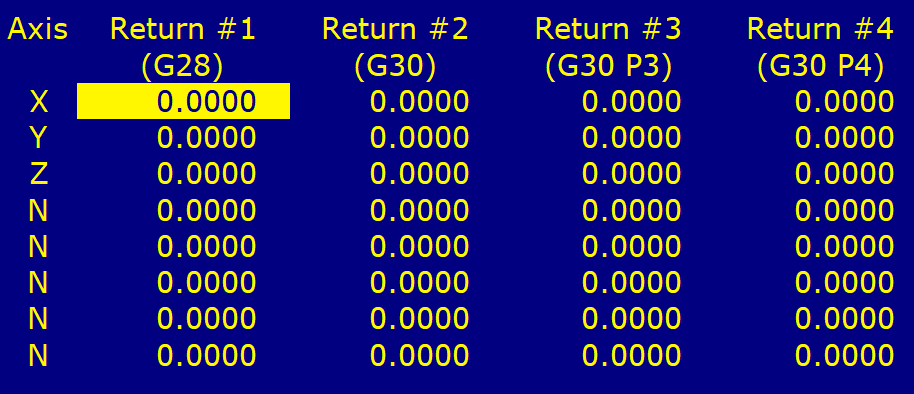 Axis Return #1 Return #2 Return #3 Return #4
(G28) (G30) (G30 P3) (G30 P4)
X 0.0000 0.0000 0.0000 0.0000
Y 0.0000 0.0000 0.0000 0.0000
Z 0.0000 0.0000 0.0000 0.0000
N 0.0000 0.0000 0.0000 0.0000
N 0.0000 0.0000 0.0000 0.0000
N 0.0000 0.0000 0.0000 0.0000
N 0.0000 0.0000 0.0000 0.0000
N 0.0000 0.0000 0.0000 0.0000